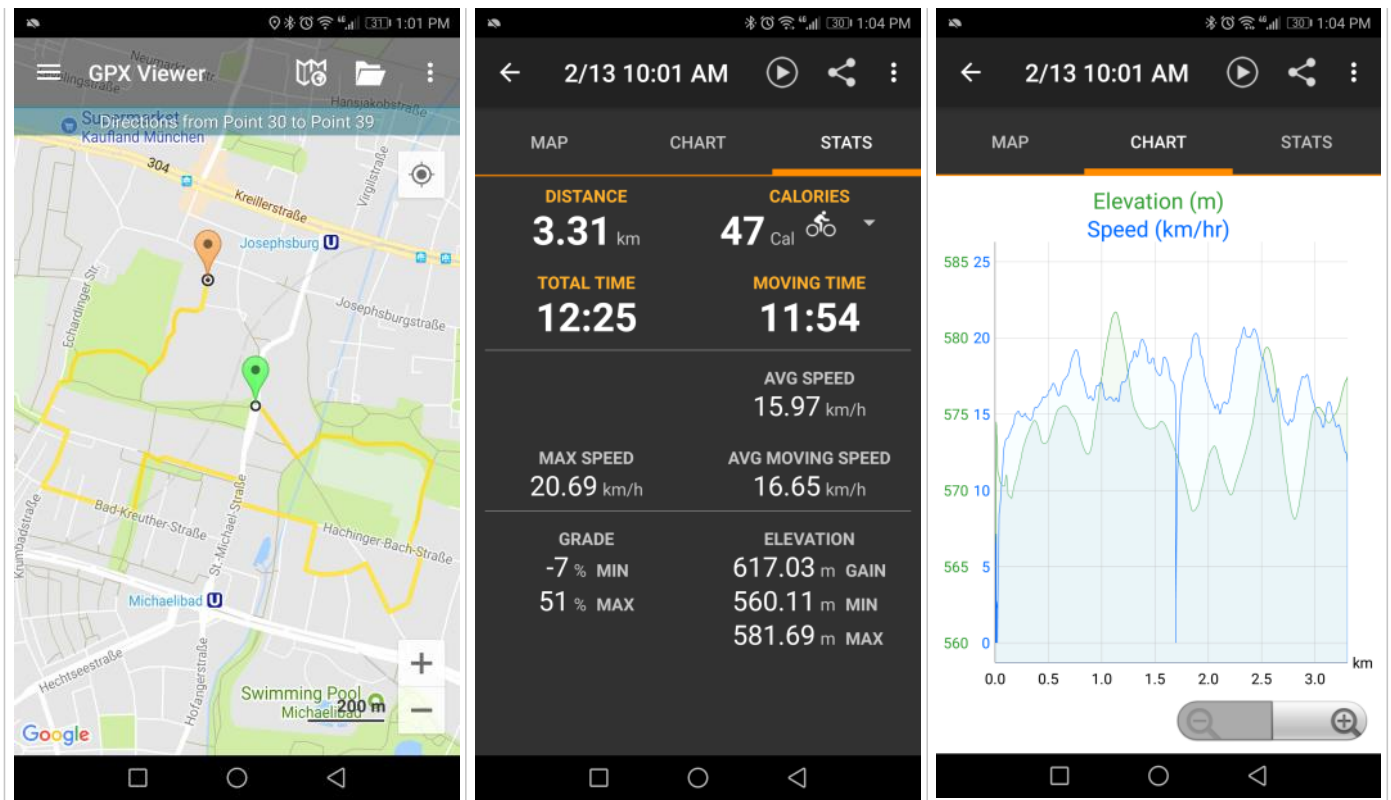 1:01 PM
31
GPX Viewer
Neumarkter Str.
Hansjakobstraße
Directions from Point 30 to Point 39
Supermarket
Kaufland München
304
Kreillerstraße
Virgilstraße
Josephsburg U
Echardinger Str.
Josephsburgstraße
Krumbadstraße
Bad-Kreuther-Straße
St.-Michael-Straße
Hachinger-Bach-Straße
Michaelibad U
Hechtseestraße
Hofangerstraße
Swimming Pool
Michaelibad
200 m
+
−
Google
30 1:04 PM
2/13 10:01 AM
MAP CHART STATS
DISTANCE CALORIES
3.31 km 47 Cal
TOTAL TIME MOVING TIME
12:25 11:54
AVG SPEED
15.97 km/h
MAX SPEED AVG MOVING SPEED
20.69 km/h 16.65 km/h
GRADE ELEVATION
-7 % MIN 617.03 m GAIN
51 % MAX 560.11 m MIN
581.69 m MAX
30 1:04 PM
2/13 10:01 AM
MAP CHART STATS
Elevation (m)
Speed (km/hr)
585 25
580 20
575 15
570 10
565 5
560 0
km
0.0 0.5 1.0 1.5 2.0 2.5 3.0